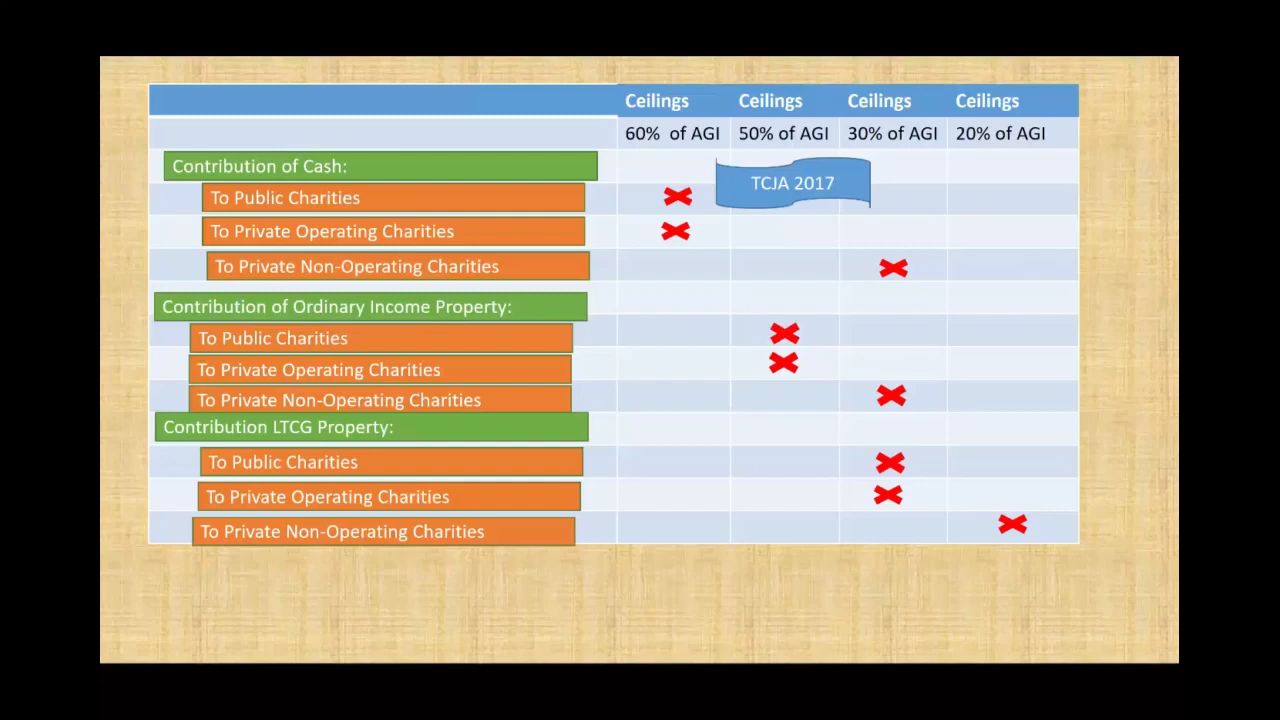 Ceilings Ceilings Ceilings Ceilings
60% of AGI 50% of AGI 30% of AGI 20% of AGI
Contribution of Cash:
TCJA 2017
To Public Charities
To Private Operating Charities
To Private Non-Operating Charities
Contribution of Ordinary Income Property:
To Public Charities
To Private Operating Charities
To Private Non-Operating Charities
Contribution LTCG Property:
To Public Charities
To Private Operating Charities
To Private Non-Operating Charities